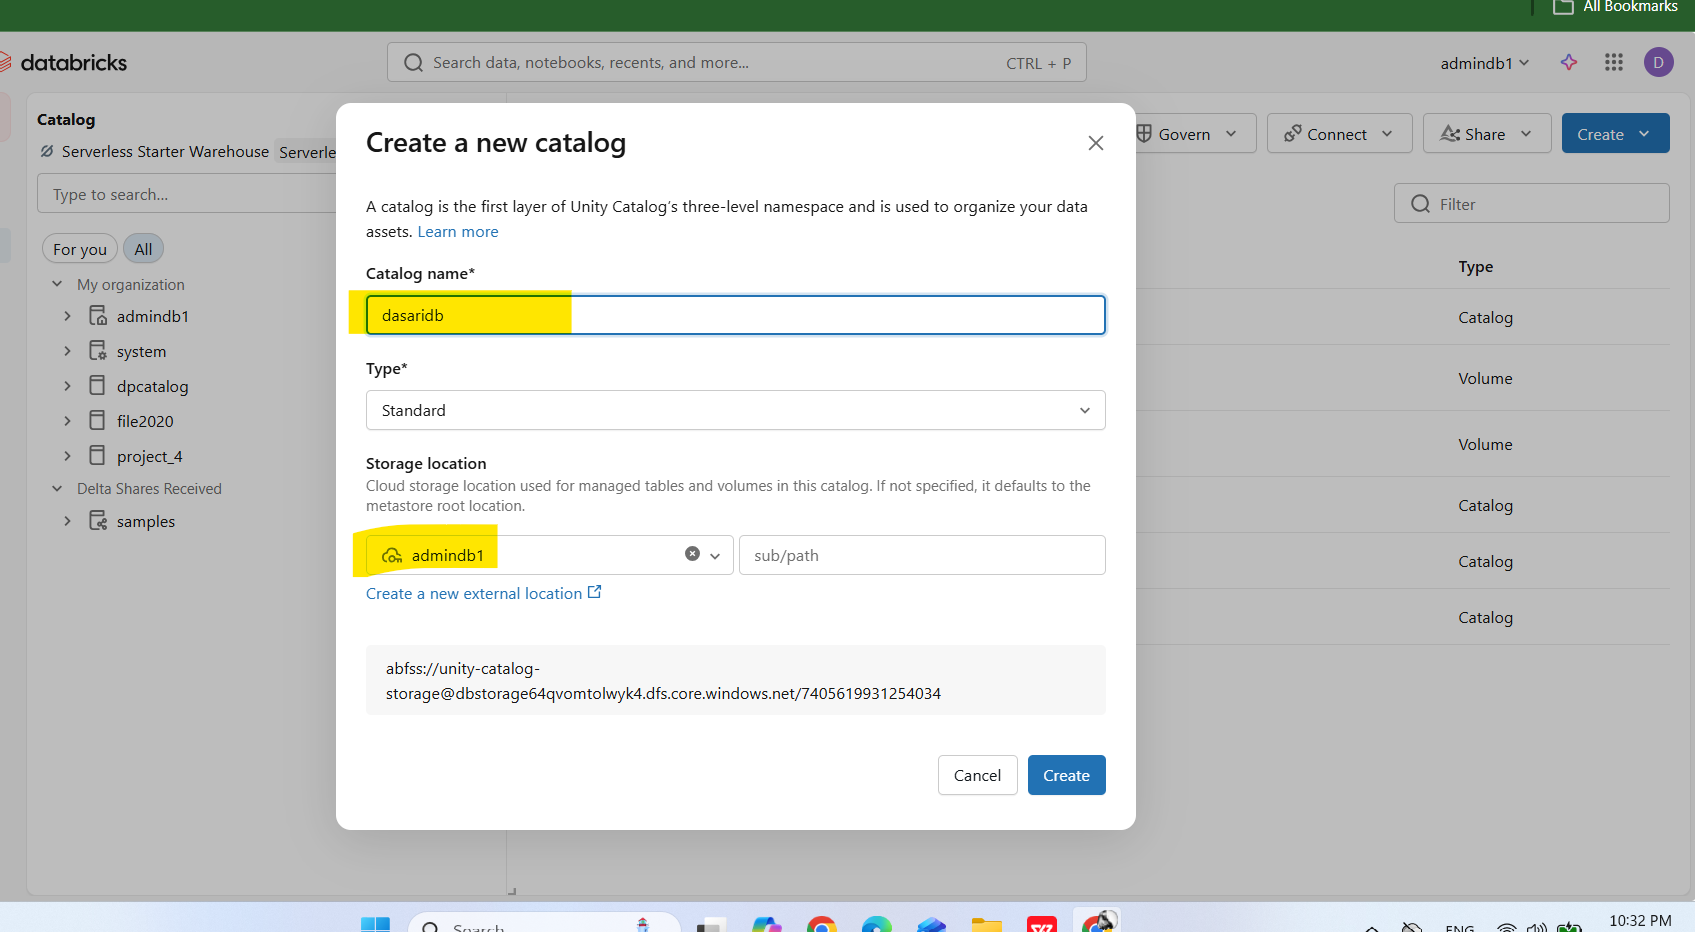 All Bookmarks
databricks
Search data, notebooks, recents, and more...
CTRL + P
admindb1
D
Catalog
Serverless Starter Warehouse
Serverle
Type to search...
For you
All
My organization
admindb1
system
dpcatalog
file2020
project_4
Delta Shares Received
samples
Govern
Connect
Share
Create
Filter
Type
Catalog
Volume
Volume
Catalog
Catalog
Catalog
Create a new catalog
A catalog is the first layer of Unity Catalog's three-level namespace and is used to organize your data
assets. Learn more
Catalog name*
dasaridb
Type*
Standard
Storage location
Cloud storage location used for managed tables and volumes in this catalog. If not specified, it defaults to the
metastore root location.
admindb1
sub/path
Create a new external location
abfss://unity-catalog-
storage@dbstorage64qvomtolwyk4.dfs.core.windows.net/7405619931254034
Cancel
Create
Search
ENG
10:32 PM